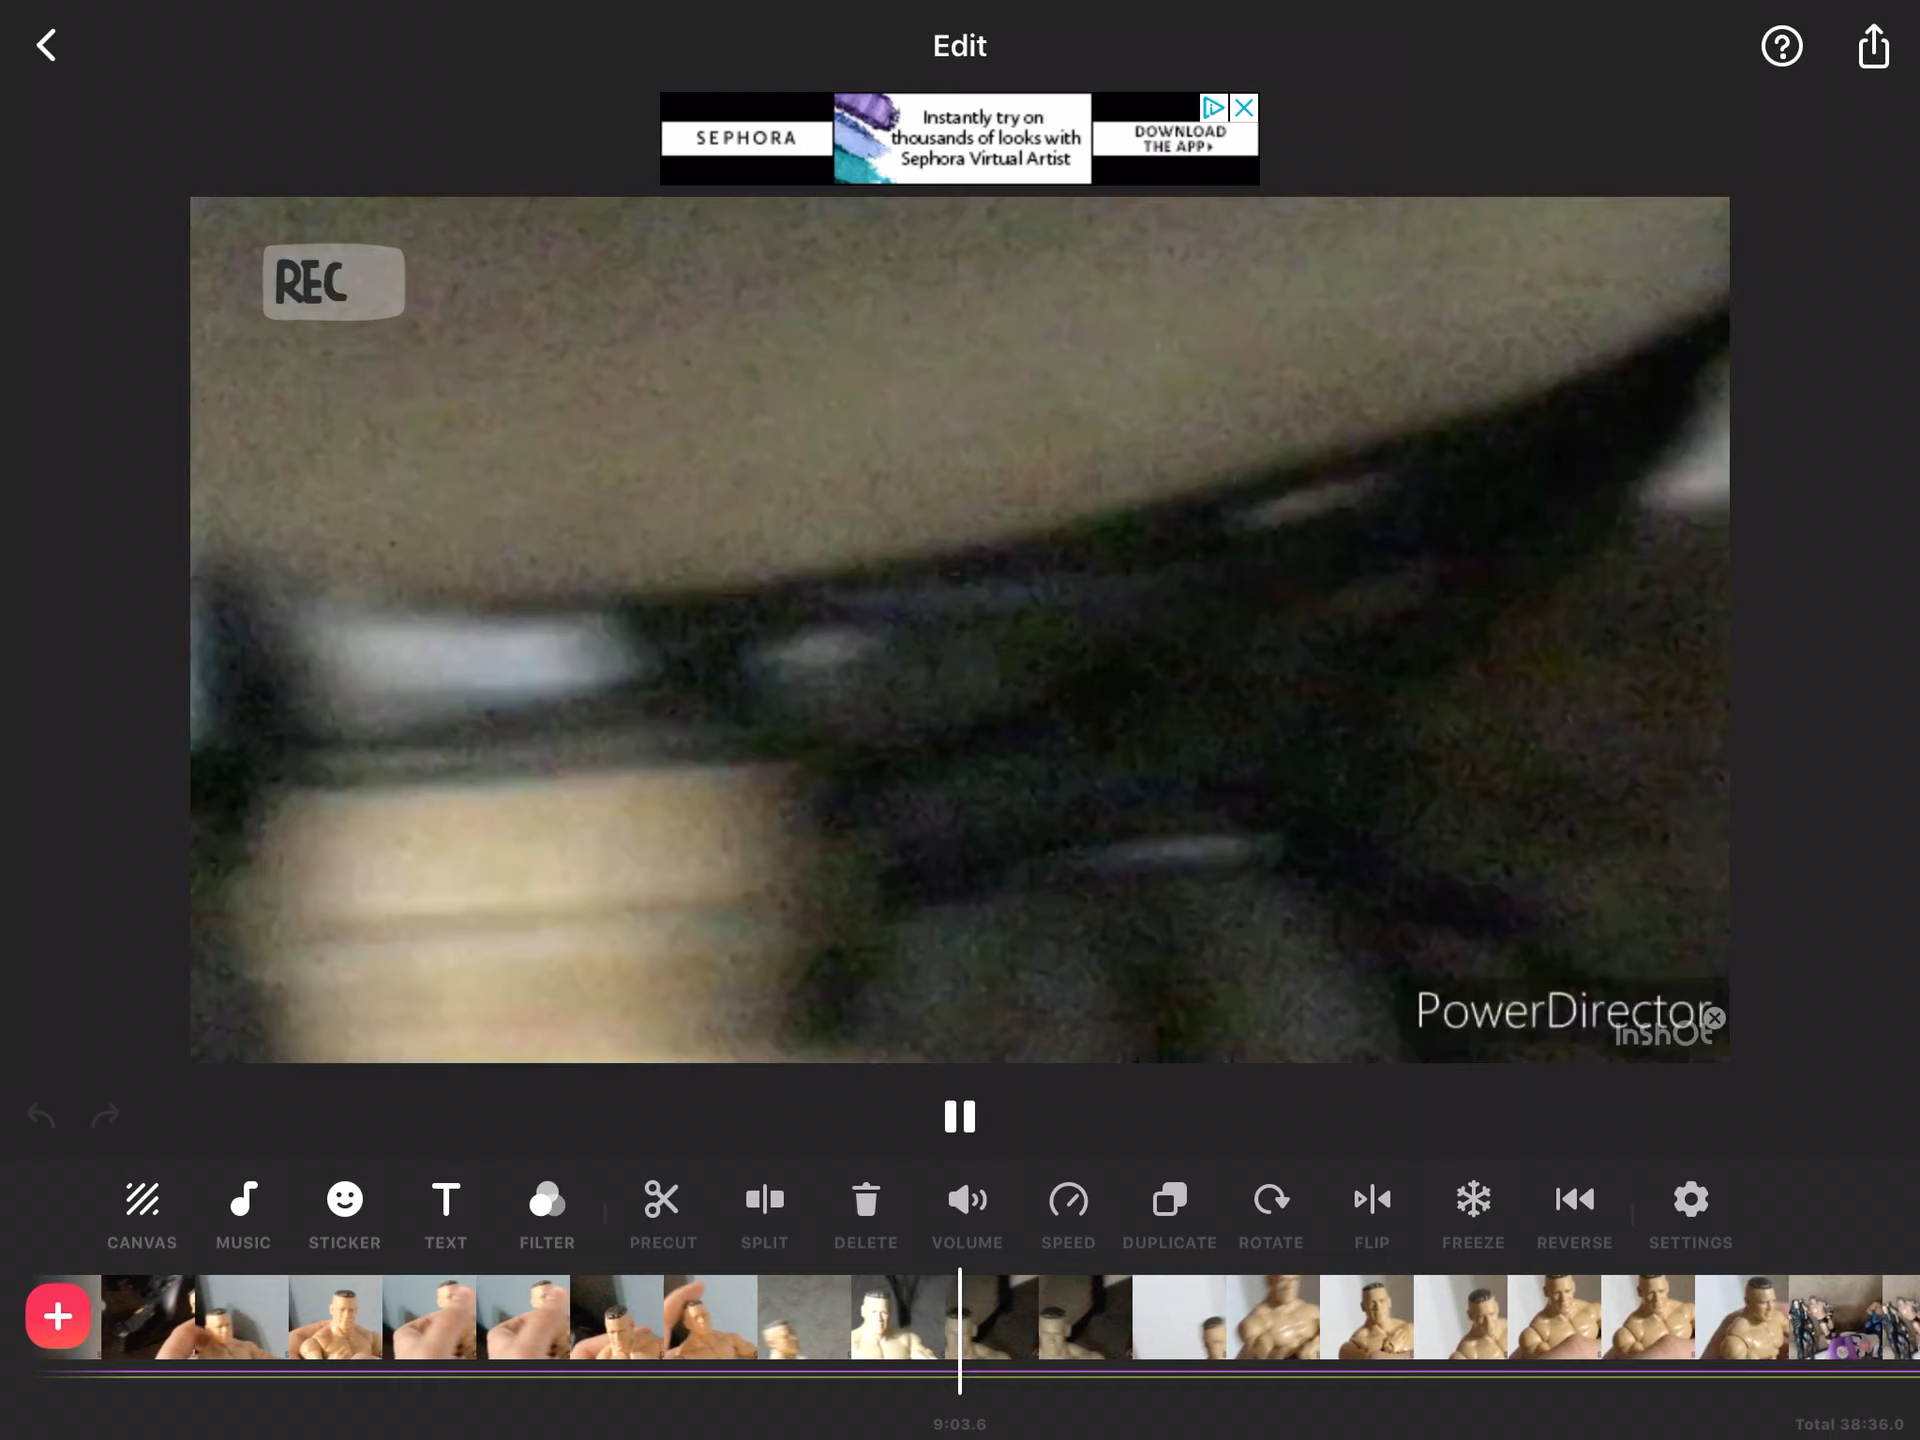 Edit
SEPHORA
Instantly try on
thousands of looks with
Sephora Virtual Artist
DOWNLOAD
THE APP
REC
PowerDirector
InShOt
CANVAS
MUSIC
STICKER
TEXT
FILTER
PRECUT
SPLIT
DELETE
VOLUME
SPEED
DUPLICATE
ROTATE
FLIP
FREEZE
REVERSE
SETTINGS
9:03.6
Total 38:36.0